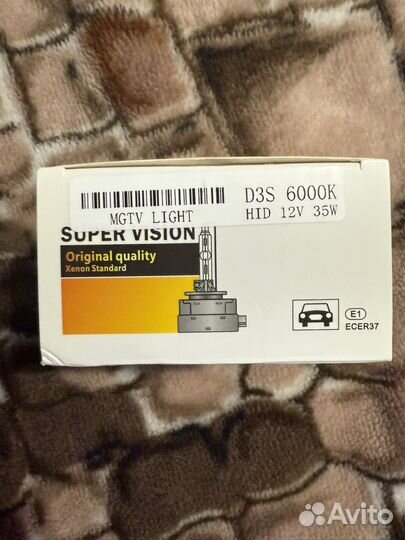 MGTV LIGHT
D3S 6000K
HID 12V 35W
SUPER VISION
Original quality
Xenon Standard
E1
ECER37
Avito